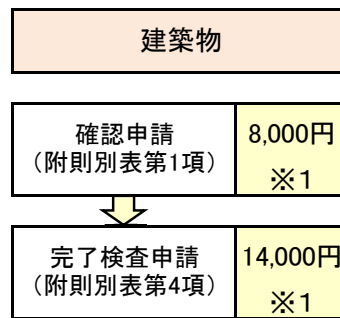 建築物
確認申請
（附則別表第1項）
8,000円
※1
完了検査申請
（附則別表第4項）
14,000円
※1